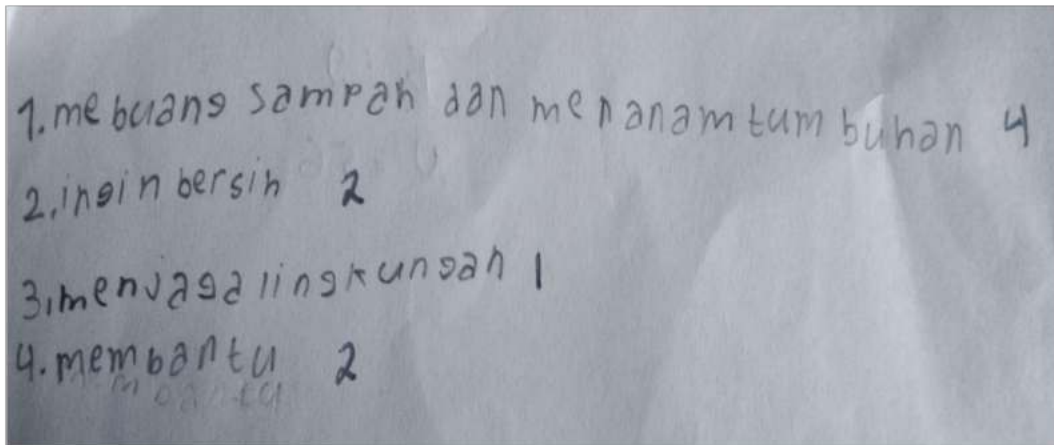 1. mebuang sampah dan menanam tumbuhan 4
2. ingin bersih 2
3. menjaga lingkungan 1
4. membantu 2